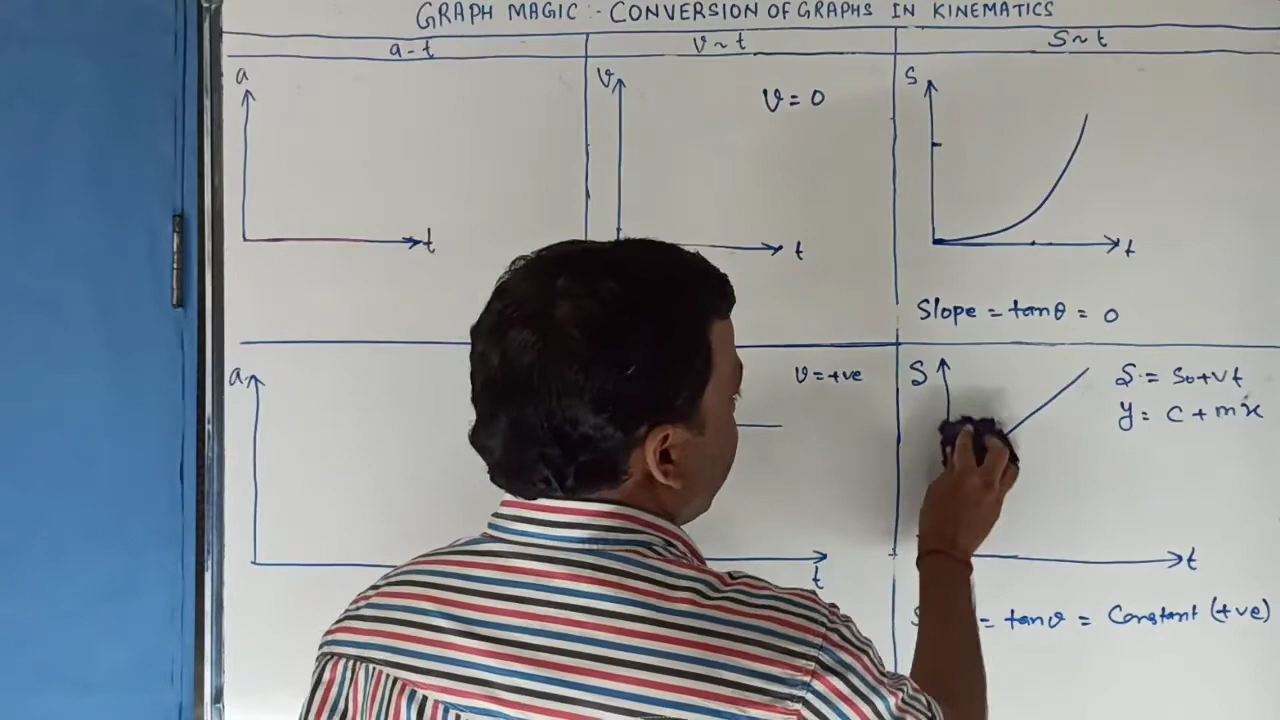 GRAPH MAGIC :- CONVERSION OF GRAPHS IN KINEMATICS
a - t
v ~ t
S ~ t
a
t
v
v = 0
t
S
t
Slope = tanθ = 0
a
v = +ve
t
S
S = So + vt
y = c + mx
t
= tanθ = Constant (+ve)